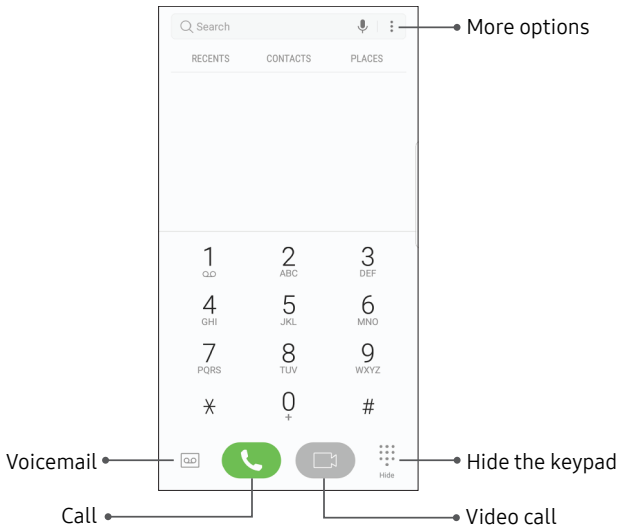 Search
More options
RECENTS CONTACTS PLACES
1 2 3
ABC DEF
4 5 6
GHI JKL MNO
7 8 9
PQRS TUV WXYZ
* 0 #
+
Voicemail
Hide the keypad
Hide
Call
Video call